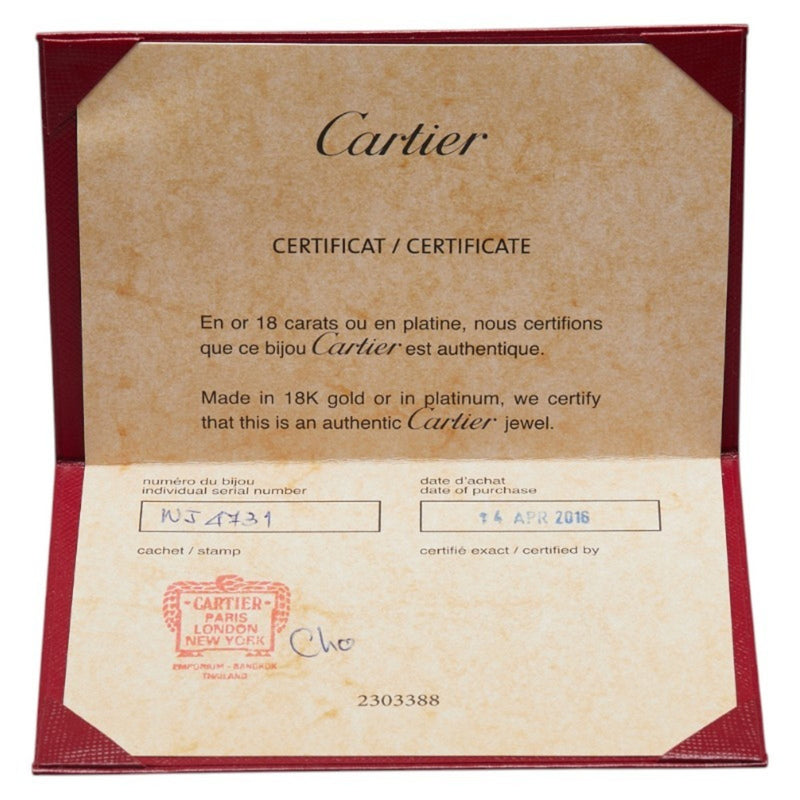 Cartier
CERTIFICAT / CERTIFICATE
En or 18 carats ou en platine, nous certifions
que ce bijou Cartier est authentique.
Made in 18K gold or in platinum, we certify
that this is an authentic Cartier jewel.
numéro du bijou
individual serial number
date d'achat
date of purchase
WJ 4731
14 APR 2016
cachet / stamp
certifié exact / certified by
CARTIER
PARIS
LONDON
NEW YORK
EMPORIUM - BANGKOK
THAILAND
Cho
2303388